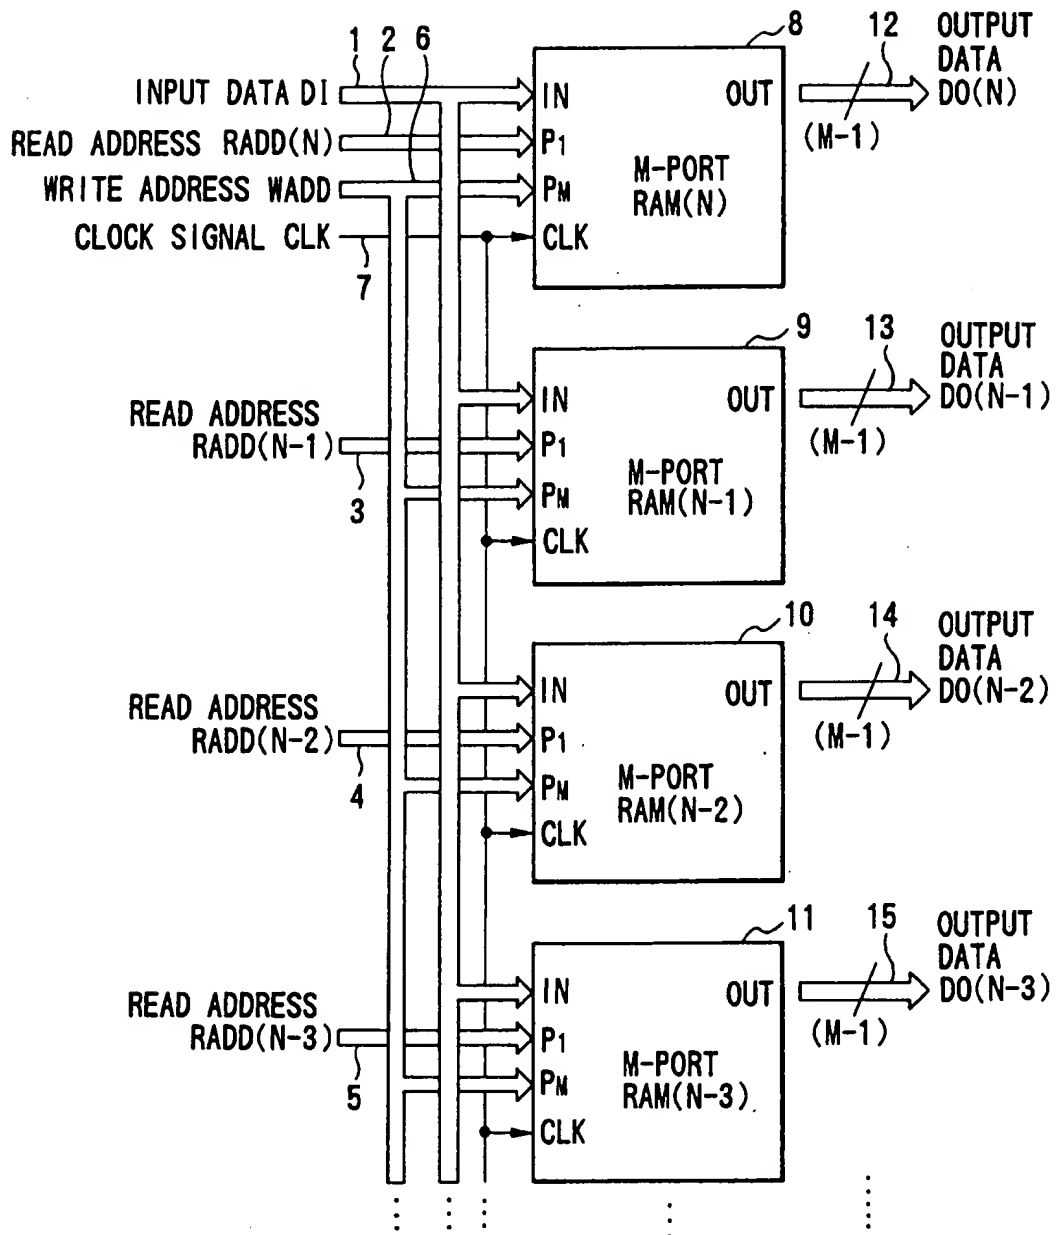 1 2 6 8 12 OUTPUT
DATA
DO(N)
INPUT DATA DI IN OUT
(M-1)
READ ADDRESS RADD(N) P1
WRITE ADDRESS WADD PM
M-PORT
RAM(N)
CLOCK SIGNAL CLK CLK
7
9 13 OUTPUT
DATA
DO(N-1)
IN OUT
(M-1)
READ ADDRESS
RADD(N-1) P1
3 PM
M-PORT
RAM(N-1)
CLK
10 14 OUTPUT
DATA
DO(N-2)
IN OUT
(M-1)
READ ADDRESS
RADD(N-2) P1
4 PM
M-PORT
RAM(N-2)
CLK
11 15 OUTPUT
DATA
DO(N-3)
IN OUT
(M-1)
READ ADDRESS
RADD(N-3) P1
5 PM
M-PORT
RAM(N-3)
CLK